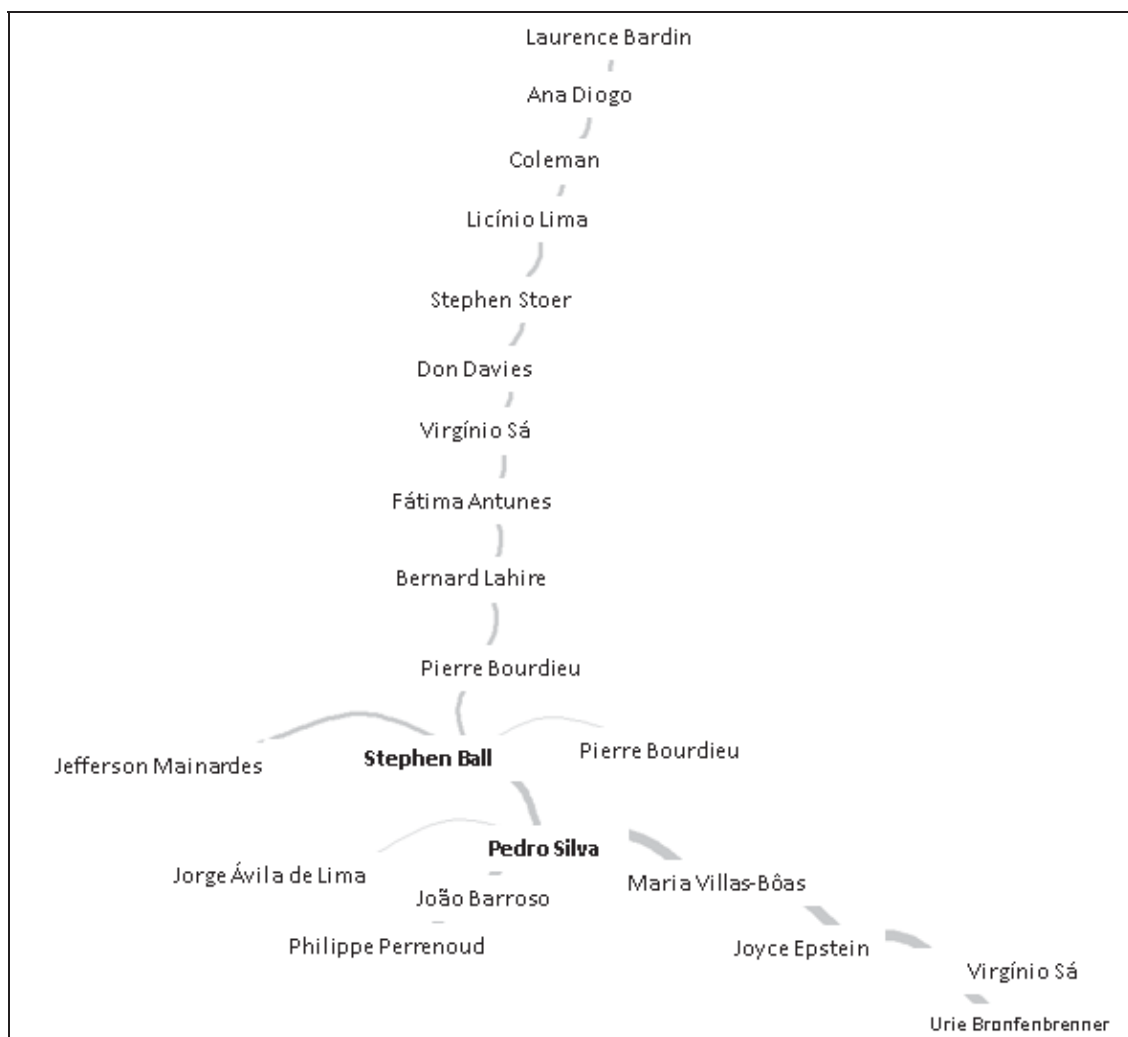 Laurence Bardin
Ana Diogo
Coleman
Licínio Lima
Stephen Stoer
Don Davies
Virgínio Sá
Fátima Antunes
Bernard Lahire
Pierre Bourdieu
Jefferson Mainardes
Stephen Ball
Pierre Bourdieu
Pedro Silva
Jorge Ávila de Lima
João Barroso
Maria Villas-Bôas
Philippe Perrenoud
Joyce Epstein
Virgínio Sá
Urie Bronfenbrenner